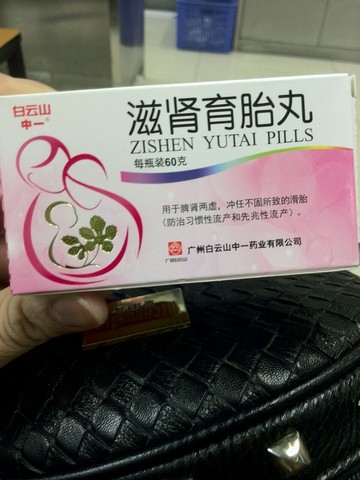 白云山
中一®
滋肾育胎丸
ZISHEN YUTAI PILLS
每瓶装60克
用于脾肾两虚，冲任不固所致的滑胎
（防治习惯性流产和先兆性流产）。
广州白云山中一药业有限公司